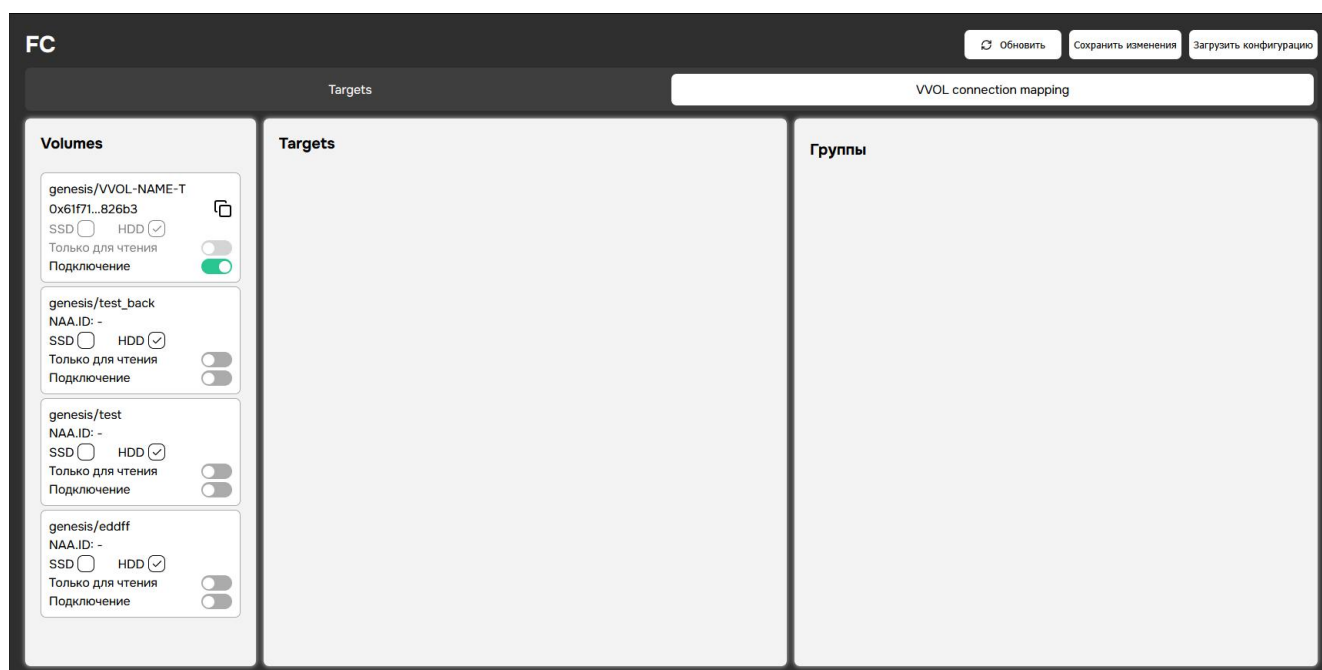 FC
Обновить
Сохранить изменения
Загрузить конфигурацию
Targets
VVOL connection mapping
Volumes
genesis/VVOL-NAME-T
0x61f71...826b3
SSD HDD
Только для чтения
Подключение
genesis/test_back
NAA.ID: -
SSD HDD
Только для чтения
Подключение
genesis/test
NAA.ID: -
SSD HDD
Только для чтения
Подключение
genesis/eddff
NAA.ID: -
SSD HDD
Только для чтения
Подключение
Targets
Группы